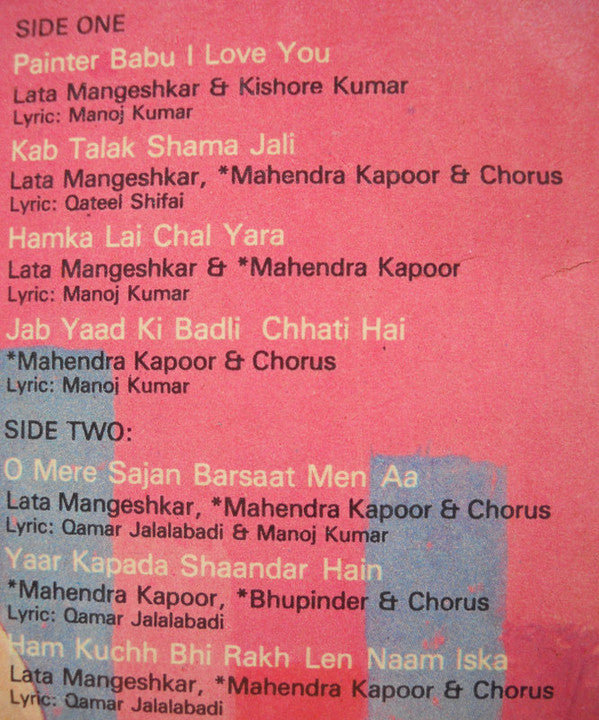 SIDE ONE
Painter Babu I Love You
Lata Mangeshkar & Kishore Kumar
Lyric: Manoj Kumar
Kab Talak Shama Jali
Lata Mangeshkar, *Mahendra Kapoor & Chorus
Lyric: Qateel Shifai
Hamka Lai Chal Yara
Lata Mangeshkar & *Mahendra Kapoor
Lyric: Manoj Kumar
Jab Yaad Ki Badli Chhati Hai
*Mahendra Kapoor & Chorus
Lyric: Manoj Kumar
SIDE TWO:
O Mere Sajan Barsaat Men Aa
Lata Mangeshkar, *Mahendra Kapoor & Chorus
Lyric: Qamar Jalalabadi & Manoj Kumar
Yaar Kapada Shaandar Hain
*Mahendra Kapoor, *Bhupinder & Chorus
Lyric: Qamar Jalalabadi
Ham Kuchh Bhi Rakh Len Naam Iska
Lata Mangeshkar, *Mahendra Kapoor & Chorus
Lyric: Qamar Jalalabadi